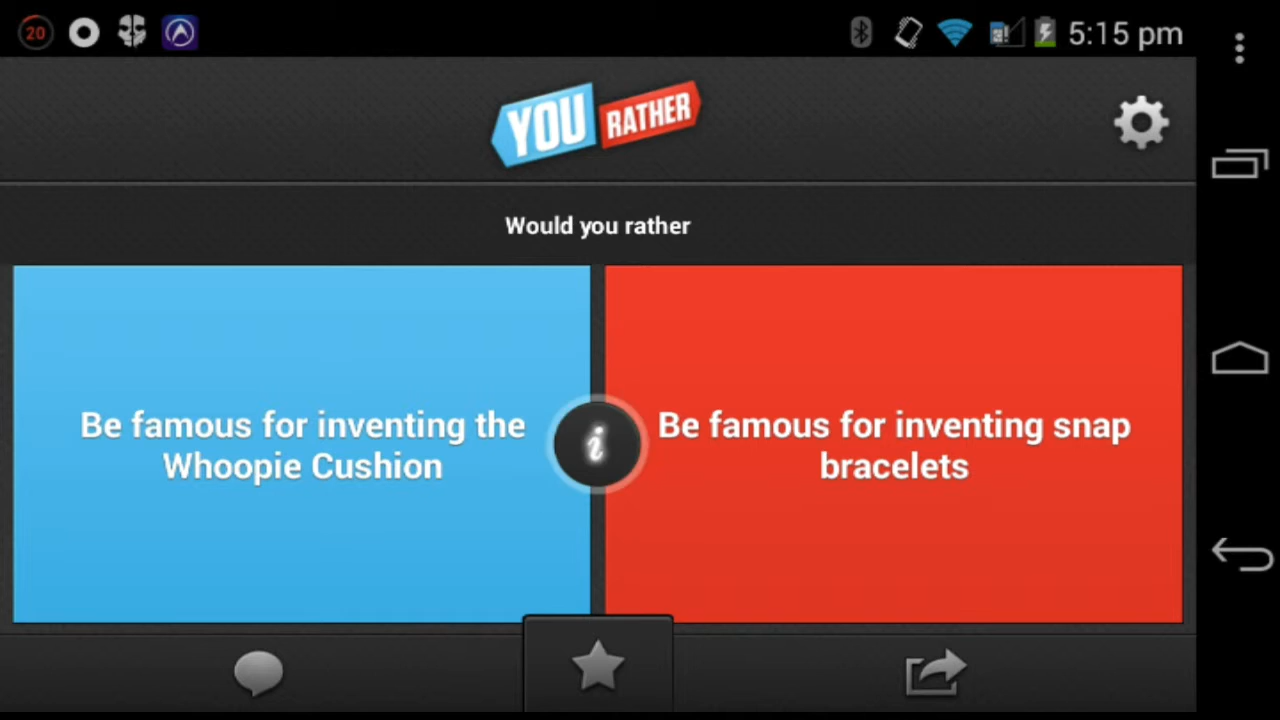 20
5:15 pm
YOU RATHER
Would you rather
Be famous for inventing the
Whoopie Cushion
i
Be famous for inventing snap
bracelets